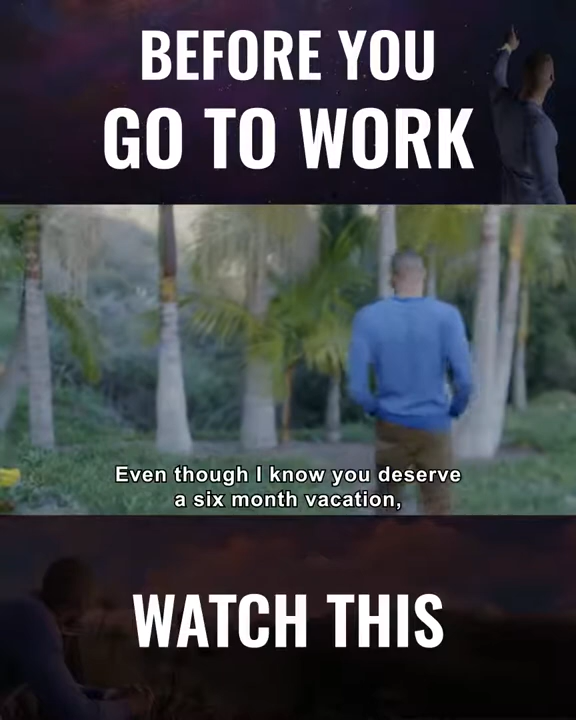 BEFORE YOU
GO TO WORK
Even though I know you deserve
a six month vacation,
WATCH THIS